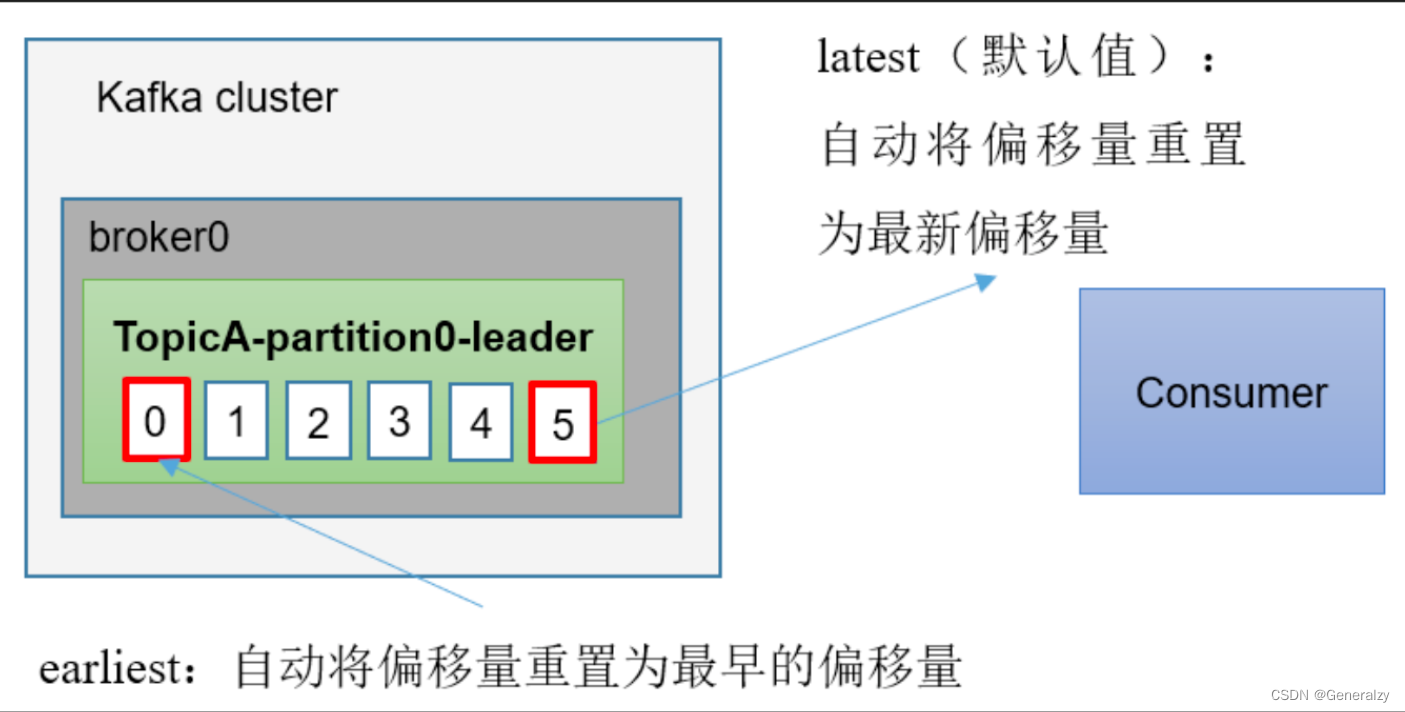 Kafka cluster
broker0
TopicA-partition0-leader
0 1 2 3 4 5
latest（默认值）：
自动将偏移量重置
为最新偏移量
Consumer
earliest：自动将偏移量重置为最早的偏移量
CSDN @Generalzy